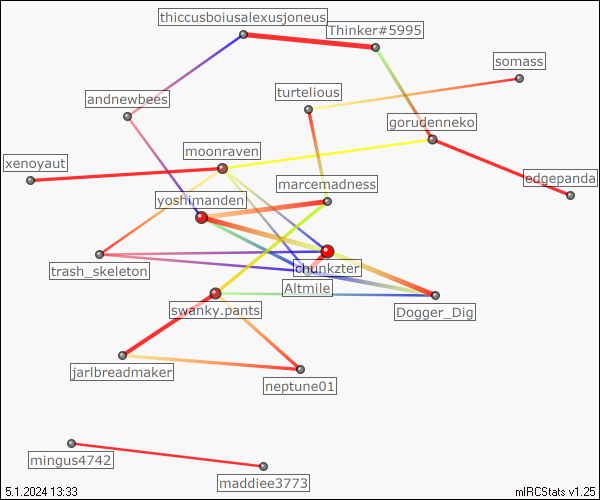 thiccusboiusalexusjoneus
Thinker#5995
somass
turtelious
andnewbees
gorudenneko
moonraven
xenoyaut
edgepanda
marcemadness
yoshimanden
chunkzter
trash_skeleton
Altmile
swanky.pants
Dogger_Dig
jarlbreadmaker
neptune01
mingus4742
maddiee3773
5.1.2024 13:33
mIRCStats v1.25